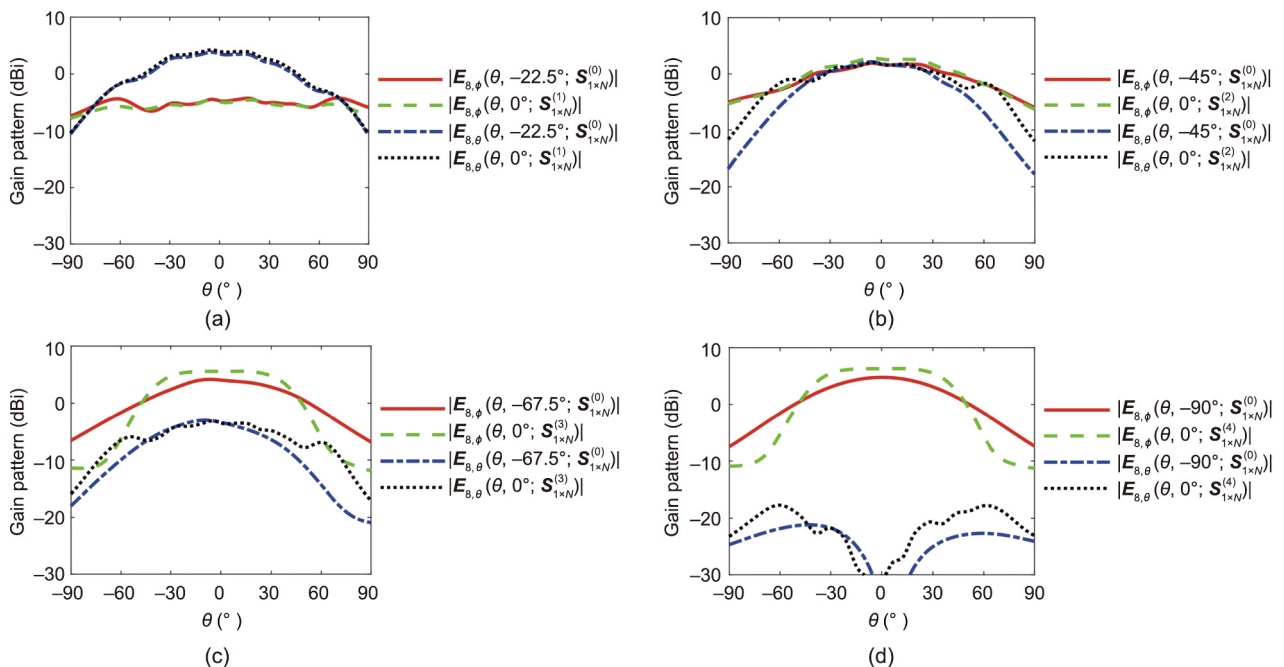 10
0
–10
–20
–30
Gain pattern (dBi)
–90 –60 –30 0 30 60 90
θ (°)
|E8,ϕ(θ, –22.5°; S(0)1×N)|
|E8,ϕ(θ, 0°; S(1)1×N)|
|E8,θ(θ, –22.5°; S(0)1×N)|
|E8,θ(θ, 0°; S(1)1×N)|
(a)
10
0
–10
–20
–30
Gain pattern (dBi)
–90 –60 –30 0 30 60 90
θ (°)
|E8,ϕ(θ, –45°; S(0)1×N)|
|E8,ϕ(θ, 0°; S(2)1×N)|
|E8,θ(θ, –45°; S(0)1×N)|
|E8,θ(θ, 0°; S(2)1×N)|
(b)
10
0
–10
–20
–30
Gain pattern (dBi)
–90 –60 –30 0 30 60 90
θ (°)
|E8,ϕ(θ, –67.5°; S(0)1×N)|
|E8,ϕ(θ, 0°; S(3)1×N)|
|E8,θ(θ, –67.5°; S(0)1×N)|
|E8,θ(θ, 0°; S(3)1×N)|
(c)
10
0
–10
–20
–30
Gain pattern (dBi)
–90 –60 –30 0 30 60 90
θ (°)
|E8,ϕ(θ, –90°; S(0)1×N)|
|E8,ϕ(θ, 0°; S(4)1×N)|
|E8,θ(θ, –90°; S(0)1×N)|
|E8,θ(θ, 0°; S(4)1×N)|
(d)